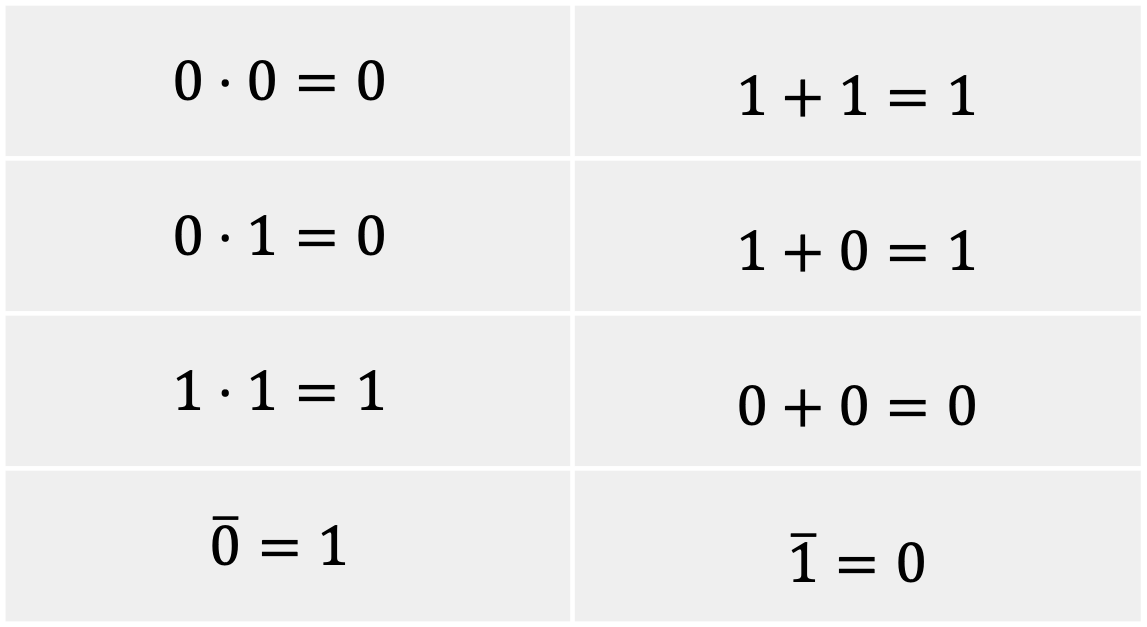 0 · 0 = 0
1 + 1 = 1
0 · 1 = 0
1 + 0 = 1
1 · 1 = 1
0 + 0 = 0
0̅ = 1
1̅ = 0